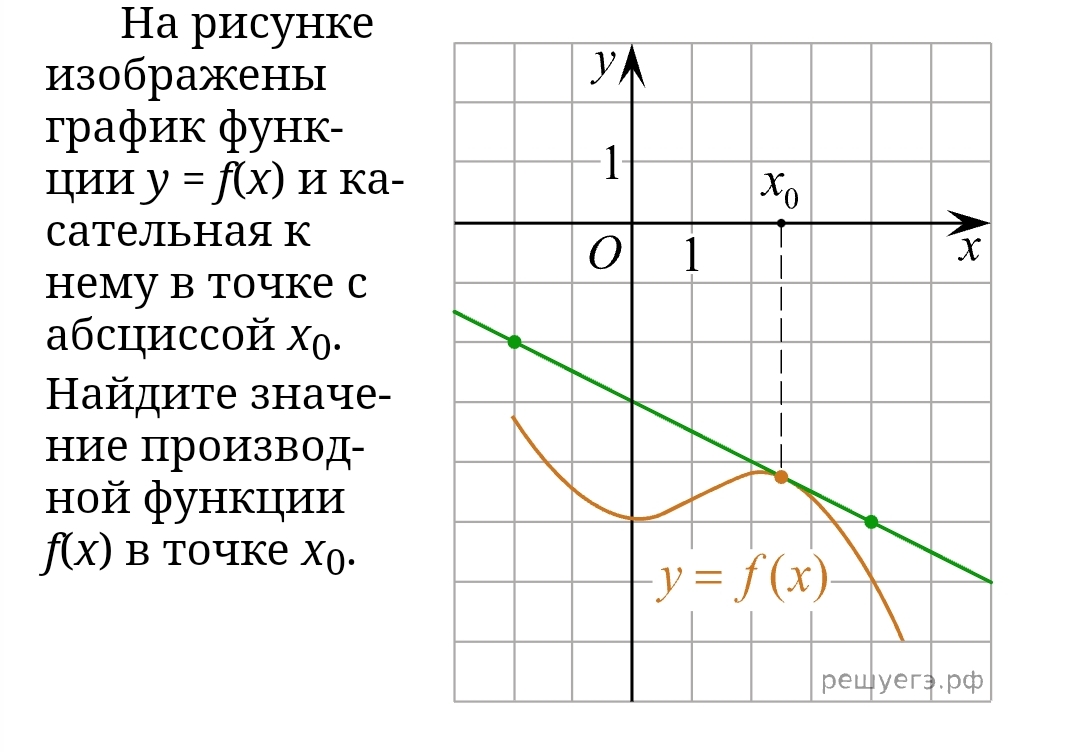 На рисунке
изображены
график функ-
ции y = f(x) и ка-
сательная к
нему в точке с
абсциссой x₀.
Найдите значе-
ние производ-
ной функции
f(x) в точке x₀.
y
1
x₀
O
1
x
y = f(x)
решуегэ.рф